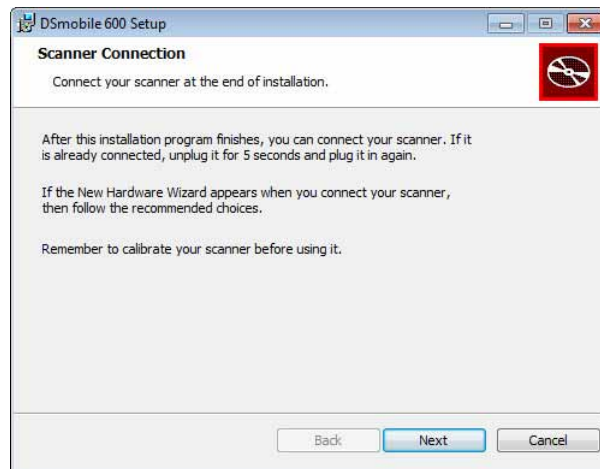 DSmobile 600 Setup
Scanner Connection
Connect your scanner at the end of installation.
After this installation program finishes, you can connect your scanner. If it
is already connected, unplug it for 5 seconds and plug it in again.
If the New Hardware Wizard appears when you connect your scanner,
then follow the recommended choices.
Remember to calibrate your scanner before using it.
Back Next Cancel